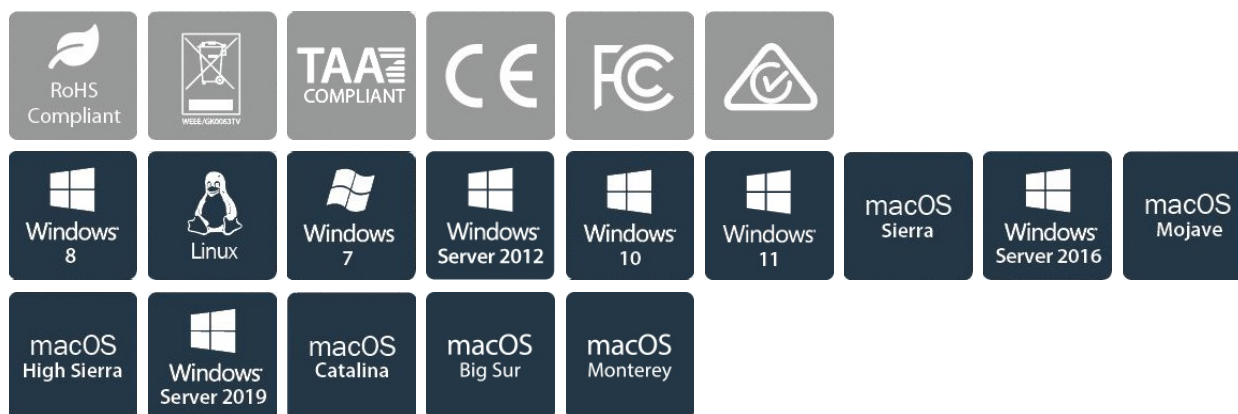 RoHS
Compliant
WEEE/GK0063TV
TAA
COMPLIANT
CE
FC
Windows
8
Linux
Windows
7
Windows
Server 2012
Windows
10
Windows
11
macOS
Sierra
Windows
Server 2016
macOS
Mojave
macOS
High Sierra
Windows
Server 2019
macOS
Catalina
macOS
Big Sur
macOS
Monterey